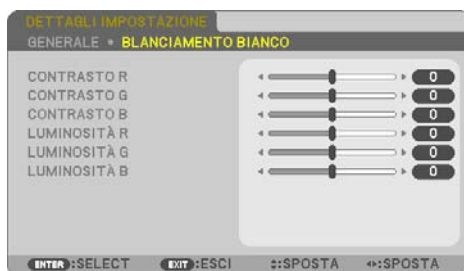 DETTAGLI IMPOSTAZIONE
GENERALE • BLANCIAMENTO BIANCO
CONTRASTO R 0
CONTRASTO G 0
CONTRASTO B 0
LUMINOSITÀ R 0
LUMINOSITÀ G 0
LUMINOSITÀ B 0
ENTER:SELECT EXIT:ESCI :SPOSTA :SPOSTA